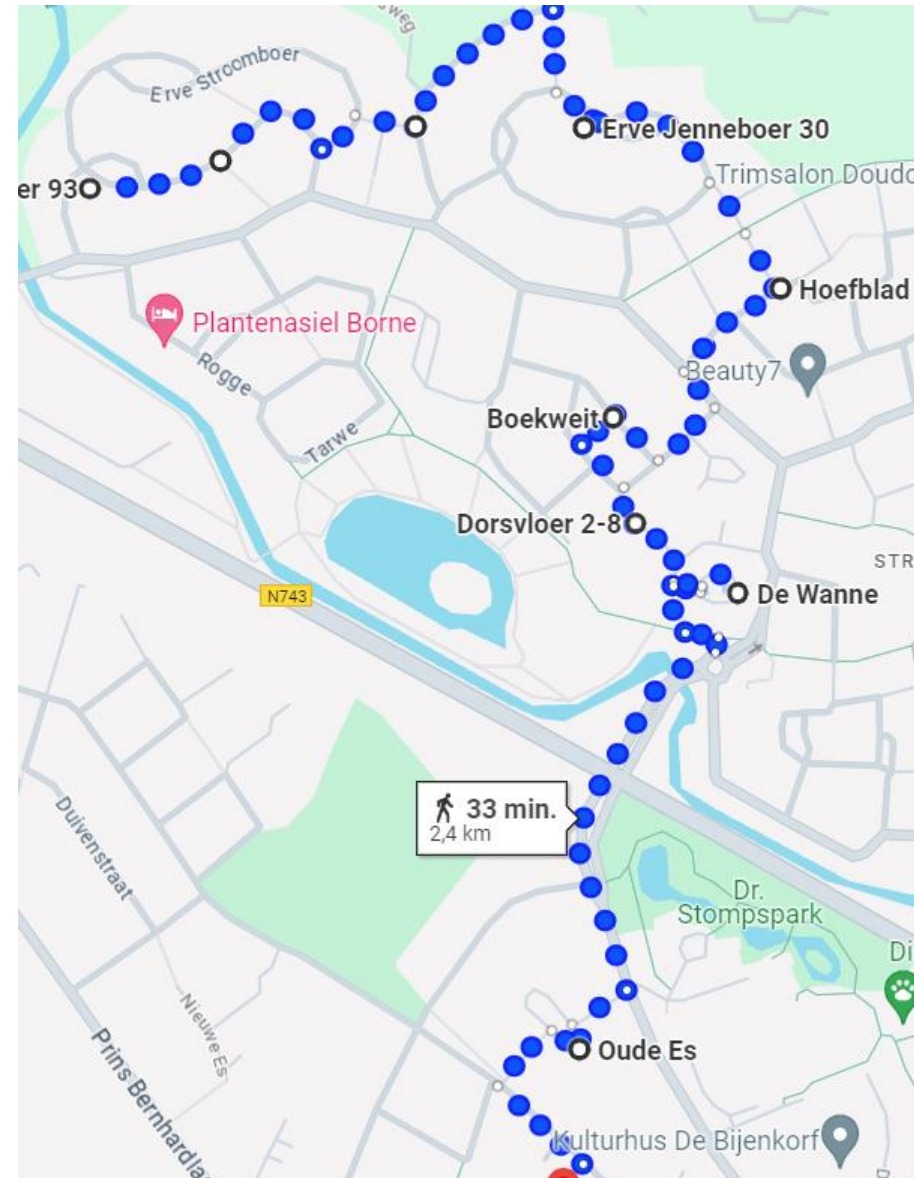 sweg
Erve Stroomboer
Erve Jenneboer 30
Trimsalon Doudo
er 93
Hoefblad
Plantenasiel Borne
Rogge
Beauty7
Boekweit
Tarwe
Dorsvloer 2-8
STR
N743
De Wanne
33 min.
2,4 km
Duivenstraat
Dr.
Stompspark
Di
Nieuwe Es
Prins Bernhardla
Oude Es
Kulturhus De Bijenkorf
D